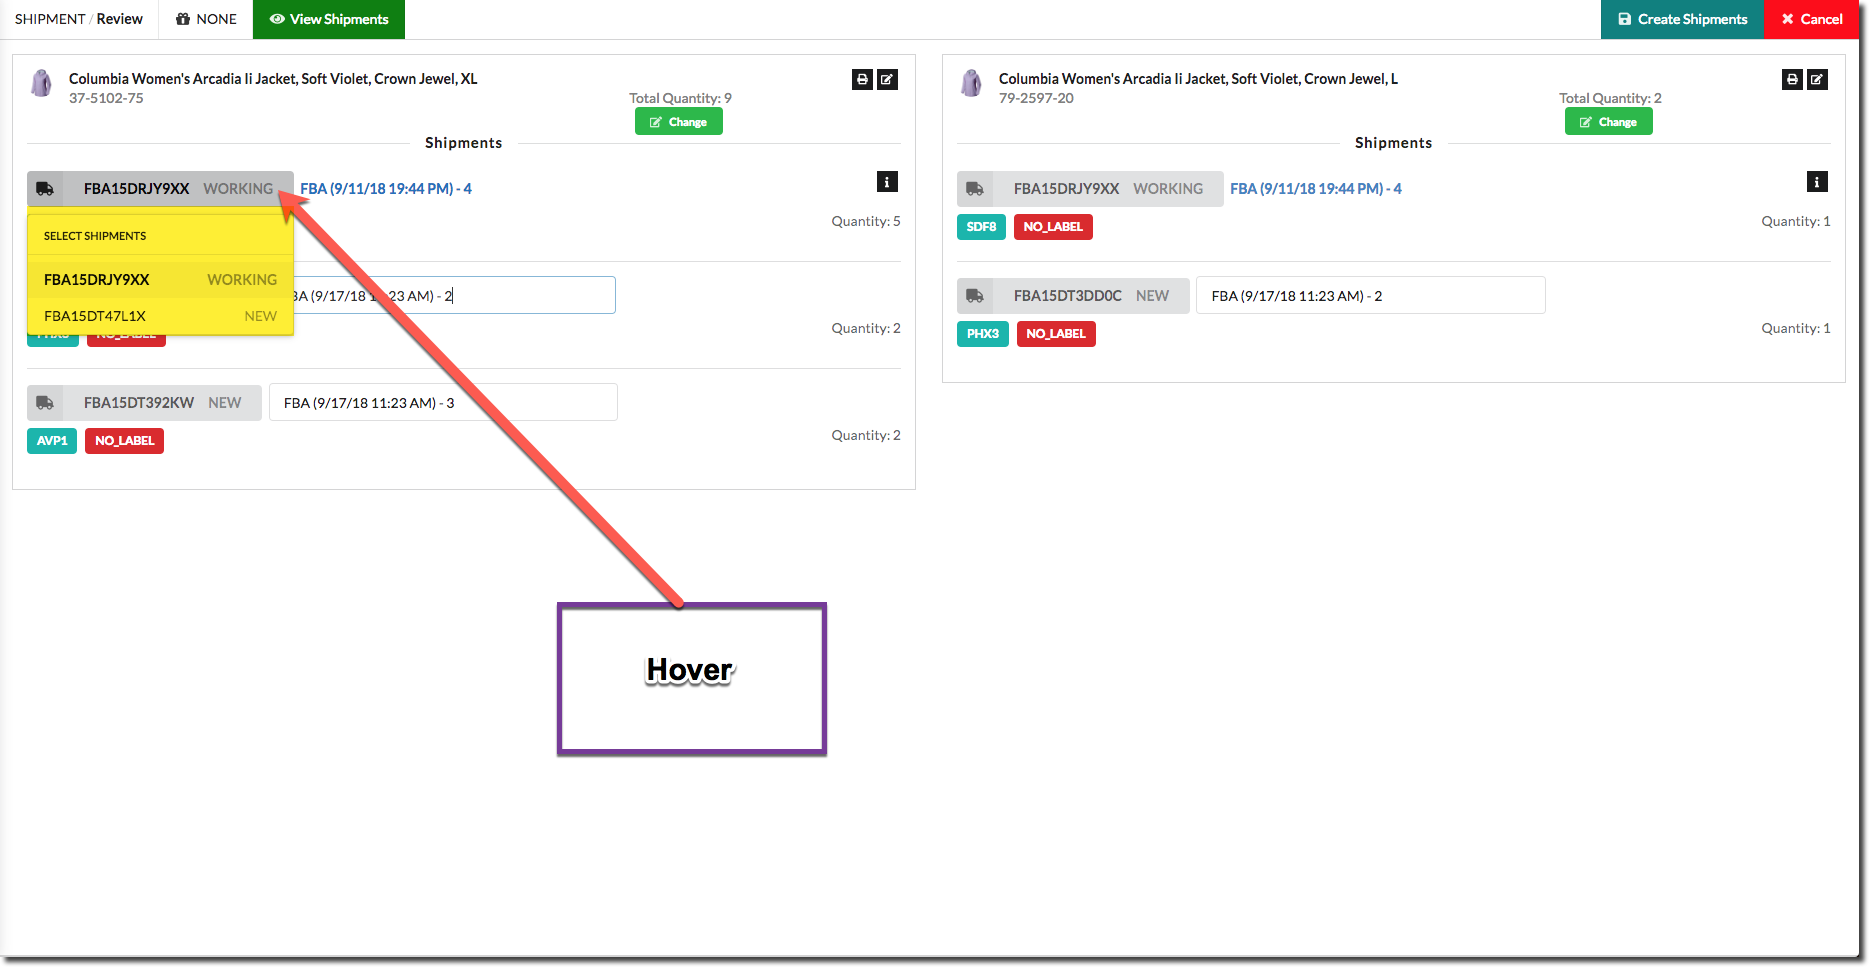 SHIPMENT / Review
NONE
View Shipments
Create Shipments
Cancel
Columbia Women's Arcadia Ii Jacket, Soft Violet, Crown Jewel, XL
37-5102-75
Total Quantity: 9
Change
Shipments
FBA15DRJY9XX WORKING FBA (9/11/18 19:44 PM) - 4
Quantity: 5
SELECT SHIPMENTS
FBA15DRJY9XX WORKING
FBA15DT47L1X NEW
BA (9/17/18 11:23 AM) - 2
PHX3 NO_LABEL
Quantity: 2
FBA15DT392KW NEW FBA (9/17/18 11:23 AM) - 3
AVP1 NO_LABEL
Quantity: 2
Columbia Women's Arcadia Ii Jacket, Soft Violet, Crown Jewel, L
79-2597-20
Total Quantity: 2
Change
Shipments
FBA15DRJY9XX WORKING FBA (9/11/18 19:44 PM) - 4
SDF8 NO_LABEL
Quantity: 1
FBA15DT3DD0C NEW FBA (9/17/18 11:23 AM) - 2
PHX3 NO_LABEL
Quantity: 1
Hover